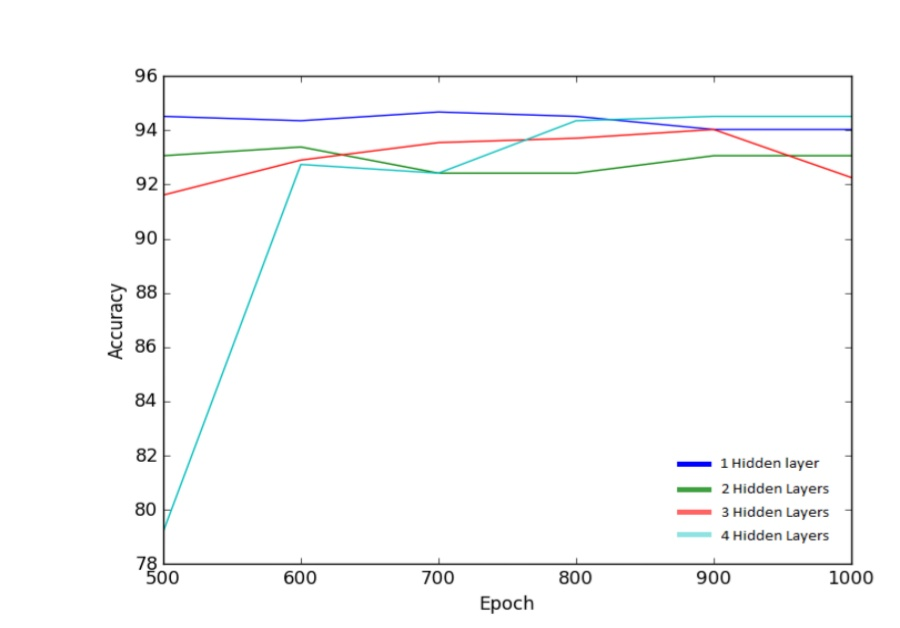 96
94
92
90
88
86
84
82
80
78
Accuracy
1 Hidden layer
2 Hidden Layers
3 Hidden Layers
4 Hidden Layers
500 600 700 800 900 1000
Epoch